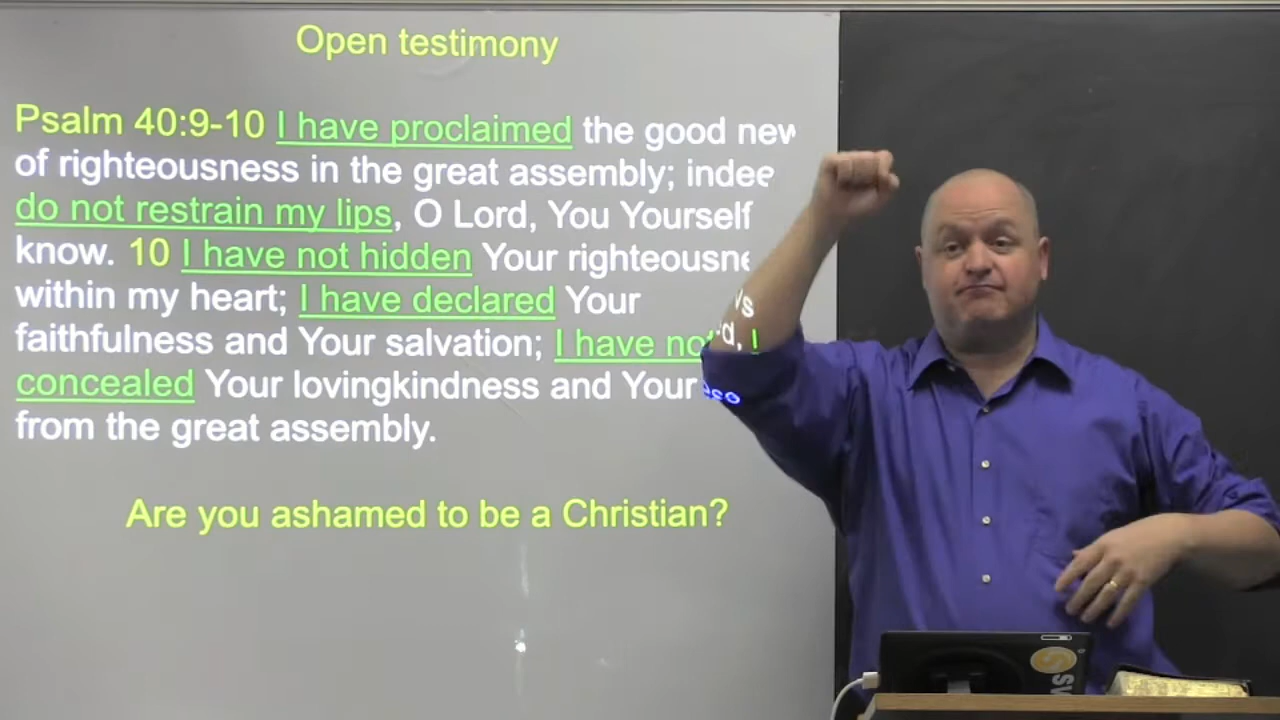 Open testimony
Psalm 40:9-10 I have proclaimed the good new
of righteousness in the great assembly; indee
do not restrain my lips, O Lord, You Yourself
know. 10 I have not hidden Your righteousne
within my heart; I have declared Your
faithfulness and Your salvation; I have not
concealed Your lovingkindness and Your
from the great assembly.
Are you ashamed to be a Christian?